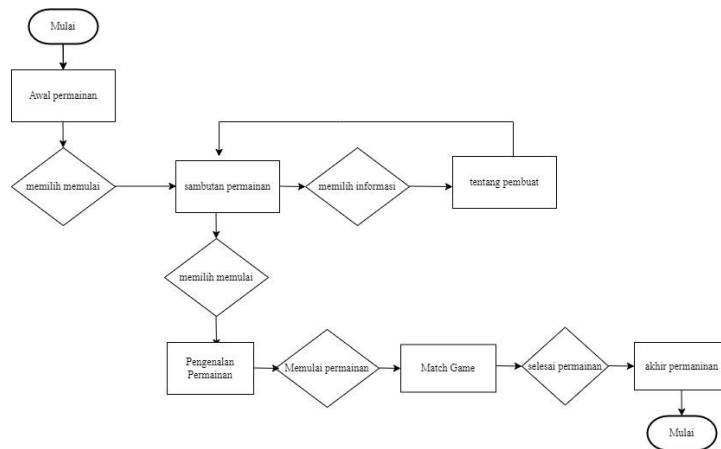 Mulai
Awal permainan
memilih memulai
sambutan permainan
memilih informasi
tentang pembuat
memilih memulai
Pengenalan
Permainan
Memulai permainan
Match Game
selesai permainan
akhir permaninan
Mulai